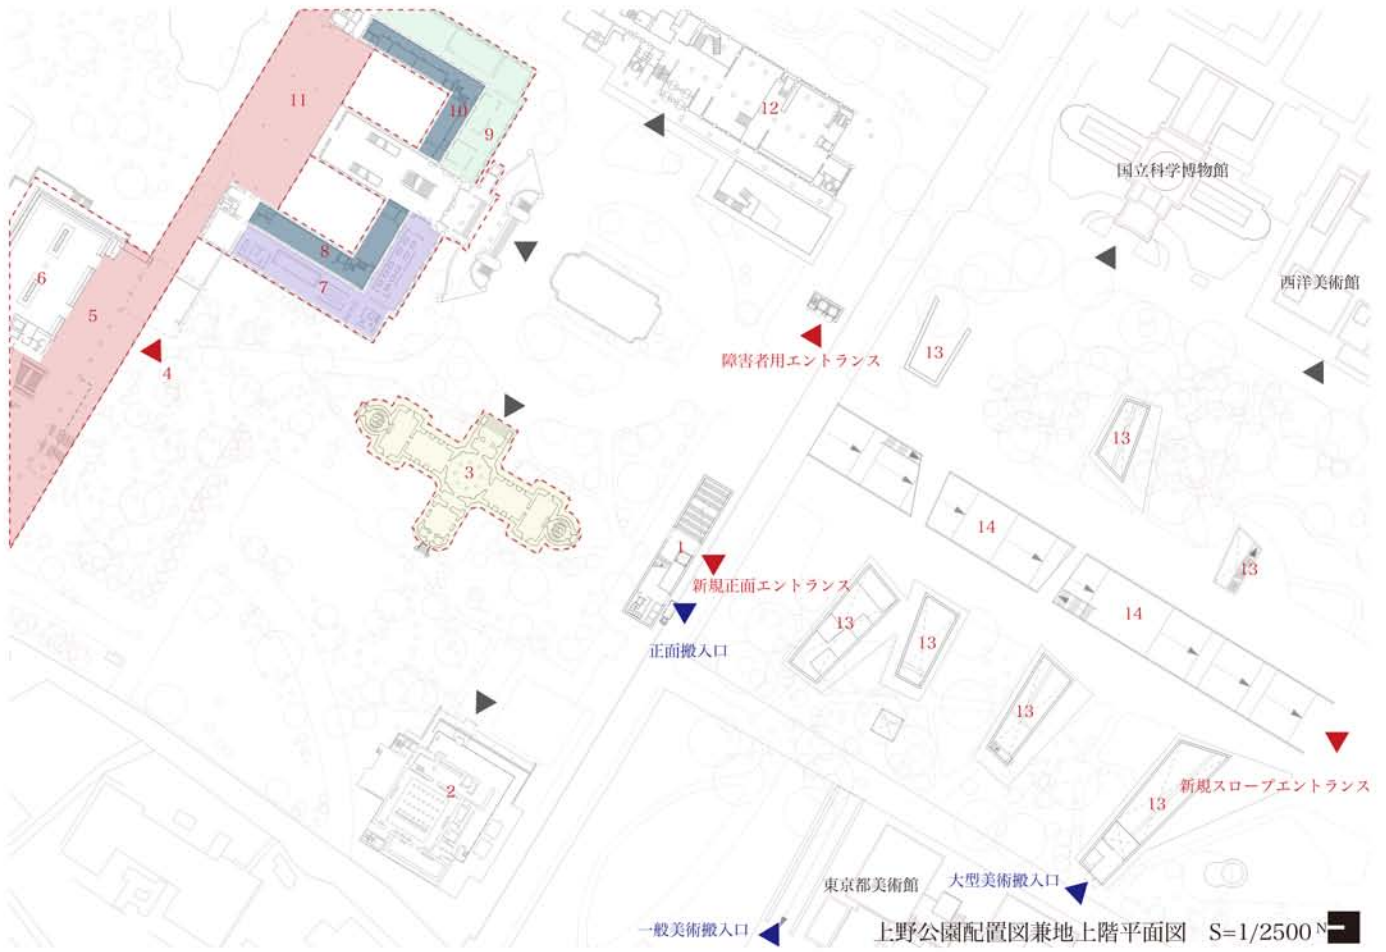 11
10
9
12
国立科学博物館
西洋美術館
6
8
7
5
4
障害者用エントランス
13
13
3
14
1
新規正面エントランス
13
14
13
13
正面搬入口
13
2
13
新規スロープエントランス
東京都美術館
大型美術搬入口
一般美術搬入口
上野公園配置図兼地上階平面図 S=1/2500 N